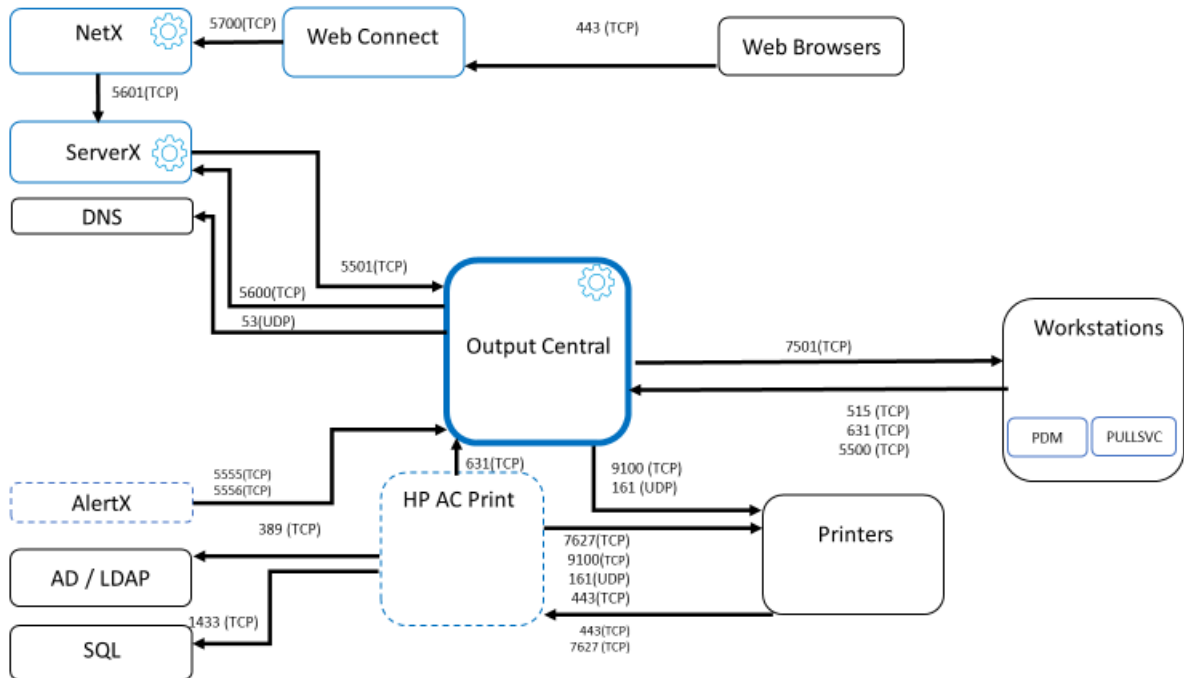 NetX
5700(TCP)
Web Connect
443 (TCP)
Web Browsers
5601(TCP)
ServerX
DNS
5501(TCP)
5600(TCP)
53(UDP)
Output Central
7501(TCP)
Workstations
515 (TCP)
631 (TCP)
5500 (TCP)
PDM
PULLSVC
631(TCP)
9100 (TCP)
161 (UDP)
5555(TCP)
5556(TCP)
AlertX
HP AC Print
389 (TCP)
7627(TCP)
9100(TCP)
161(UDP)
443(TCP)
Printers
AD / LDAP
1433 (TCP)
443(TCP)
7627 (TCP)
SQL